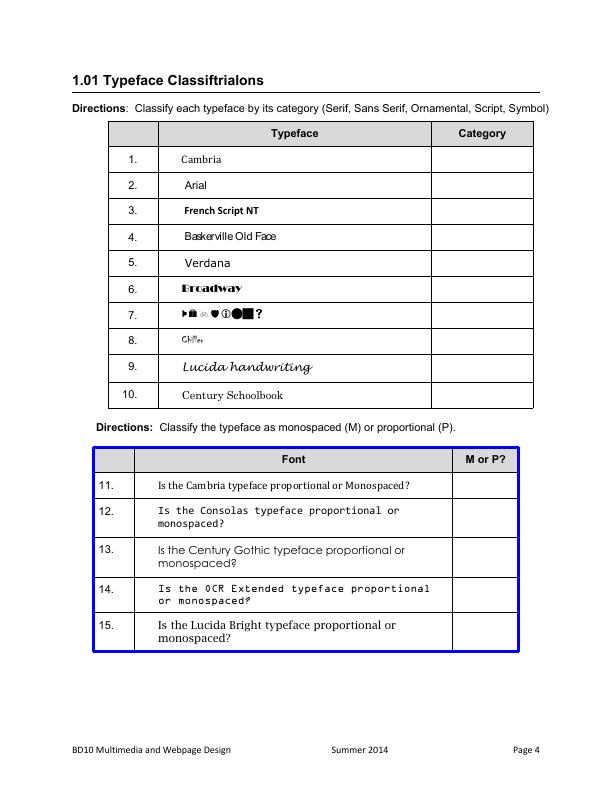 1.01 Typeface Classiftrialons
Directions: Classify each typeface by its category (Serif, Sans Serif, Ornamental, Script, Symbol)
Typeface Category
1. Cambria
2. Arial
3. French Script NT
4. Baskerville Old Face
5. Verdana
6. Broadway
7.
8. Chiller
9. Lucida handwriting
10. Century Schoolbook
Directions: Classify the typeface as monospaced (M) or proportional (P).
Font M or P?
11. Is the Cambria typeface proportional or Monospaced?
12. Is the Consolas typeface proportional or
monospaced?
13. Is the Century Gothic typeface proportional or
monospaced?
14. Is the OCR Extended typeface proportional
or monospaced?
15. Is the Lucida Bright typeface proportional or
monospaced?
BD10 Multimedia and Webpage Design Summer 2014 Page 4